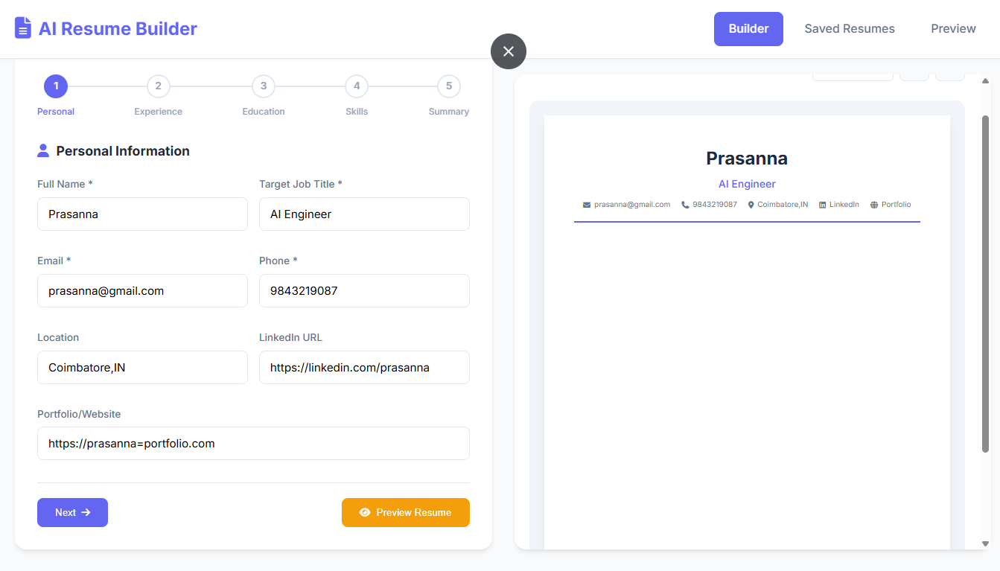 AI Resume Builder
Builder
Saved Resumes
Preview
1
2
3
4
5
Personal
Experience
Education
Skills
Summary
Personal Information
Full Name *
Target Job Title *
Prasanna
AI Engineer
Email *
Phone *
prasanna@gmail.com
9843219087
Location
LinkedIn URL
Coimbatore,IN
https://linkedin.com/prasanna
Portfolio/Website
https://prasanna=portfolio.com
Next
Preview Resume
Prasanna
AI Engineer
prasanna@gmail.com 9843219087 Coimbatore,IN LinkedIn Portfolio